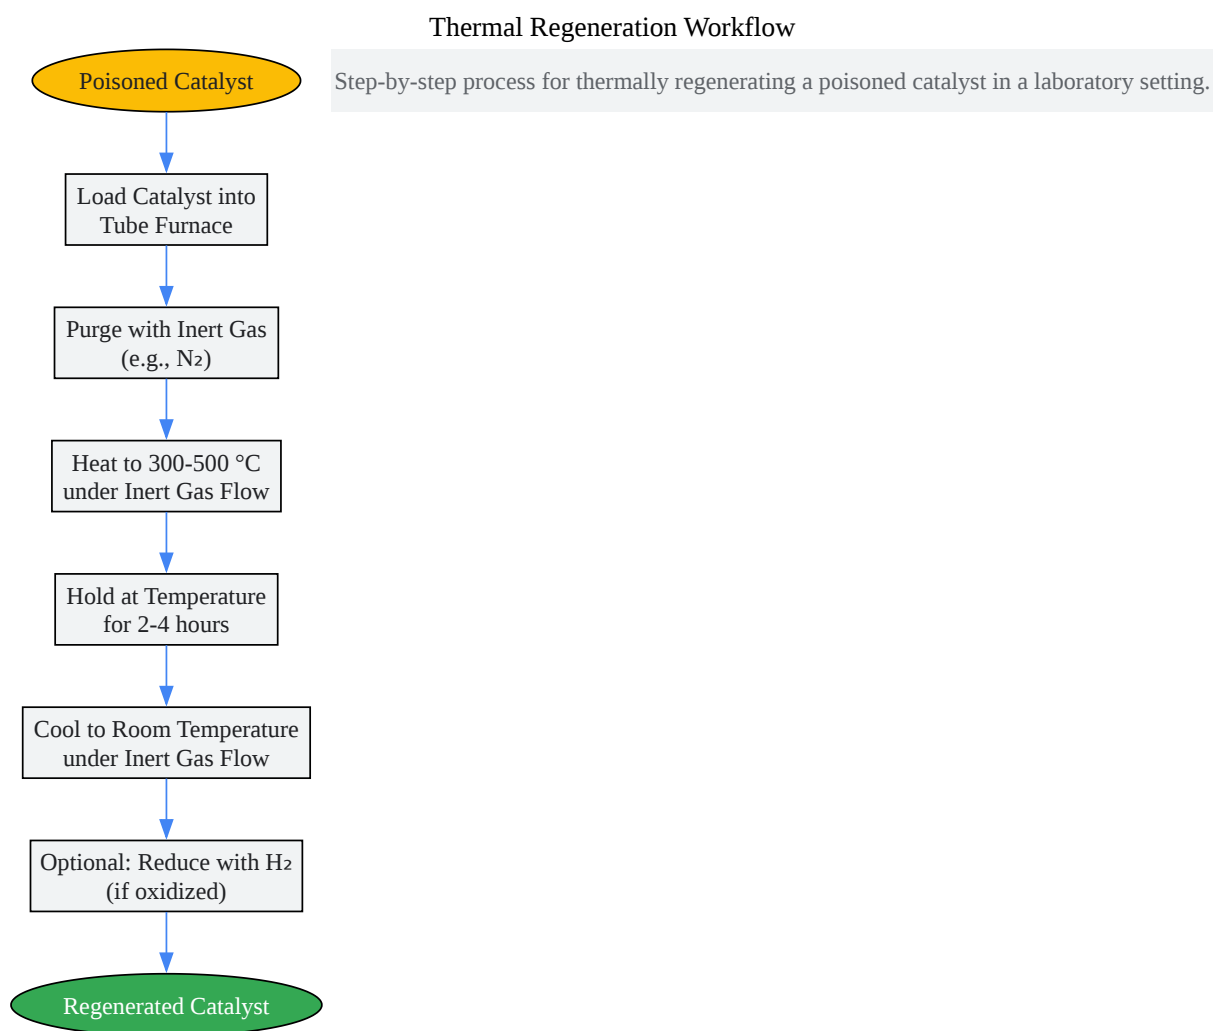 Thermal Regeneration Workflow
Poisoned Catalyst
Step-by-step process for thermally regenerating a poisoned catalyst in a laboratory setting.
Load Catalyst into
Tube Furnace
Purge with Inert Gas
(e.g., N₂)
Heat to 300-500 °C
under Inert Gas Flow
Hold at Temperature
for 2-4 hours
Cool to Room Temperature
under Inert Gas Flow
Optional: Reduce with H₂
(if oxidized)
Regenerated Catalyst